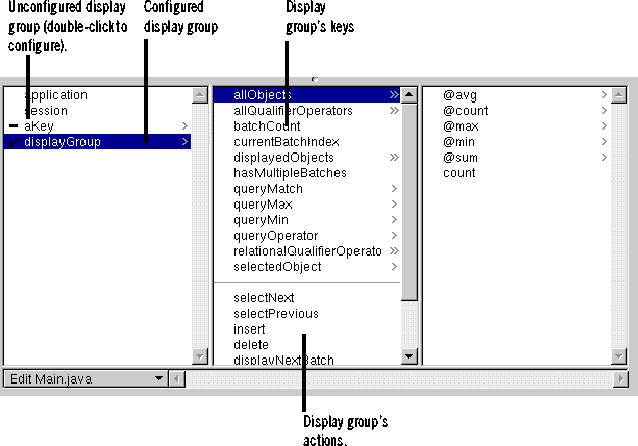 Unconfigured display
group (double-click to
configure).
Configured
display group
Display
group's keys
application
session
aKey >
displayGroup >
allObjects »
allQualifierOperators »
batchCount
currentBatchIndex
displayedObjects »
hasMultipleBatches
queryMatch >
queryMax >
queryMin >
queryOperator >
relationalQualifierOperato »
selectedObject >
selectNext
selectPrevious
insert
delete
displayNextBatch
@avg >
@count >
@max >
@min >
@sum >
count
Edit Main.java
Display group's
actions.